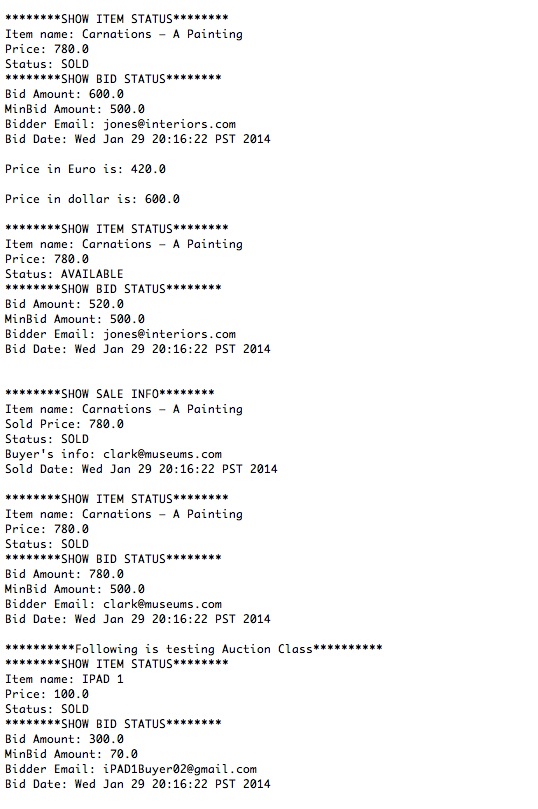 ********SHOW ITEM STATUS********
Item name: Carnations – A Painting
Price: 780.0
Status: SOLD
********SHOW BID STATUS********
Bid Amount: 600.0
MinBid Amount: 500.0
Bidder Email: jones@interiors.com
Bid Date: Wed Jan 29 20:16:22 PST 2014

Price in Euro is: 420.0

Price in dollar is: 600.0

********SHOW ITEM STATUS********
Item name: Carnations – A Painting
Price: 780.0
Status: AVAILABLE
********SHOW BID STATUS********
Bid Amount: 520.0
MinBid Amount: 500.0
Bidder Email: jones@interiors.com
Bid Date: Wed Jan 29 20:16:22 PST 2014

********SHOW SALE INFO********
Item name: Carnations – A Painting
Sold Price: 780.0
Status: SOLD
Buyer's info: clark@museums.com
Sold Date: Wed Jan 29 20:16:22 PST 2014

********SHOW ITEM STATUS********
Item name: Carnations – A Painting
Price: 780.0
Status: SOLD
********SHOW BID STATUS********
Bid Amount: 780.0
MinBid Amount: 500.0
Bidder Email: clark@museums.com
Bid Date: Wed Jan 29 20:16:22 PST 2014

**********Following is testing Auction Class**********
********SHOW ITEM STATUS********
Item name: IPAD 1
Price: 100.0
Status: SOLD
********SHOW BID STATUS********
Bid Amount: 300.0
MinBid Amount: 70.0
Bidder Email: iPAD1Buyer02@gmail.com
Bid Date: Wed Jan 29 20:16:22 PST 2014